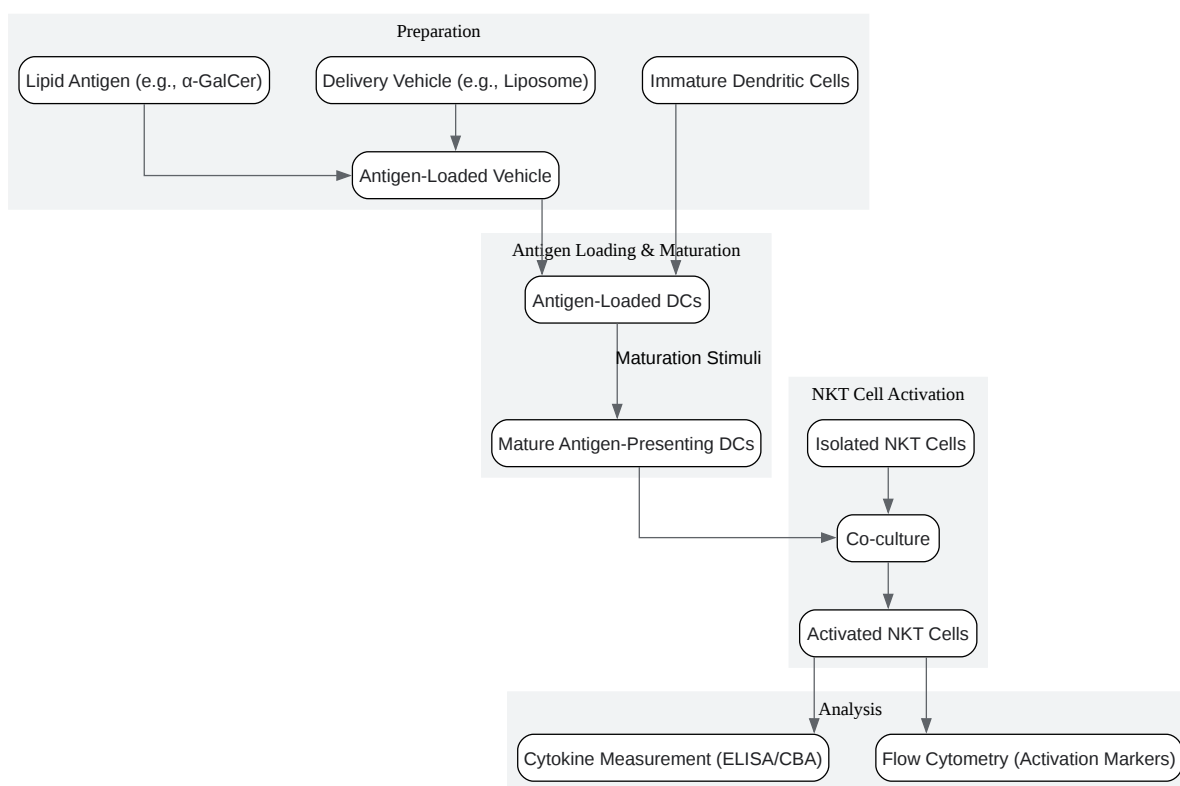 Preparation
Lipid Antigen (e.g., α-GalCer)
Delivery Vehicle (e.g., Liposome)
Immature Dendritic Cells
Antigen-Loaded Vehicle
Antigen Loading & Maturation
Antigen-Loaded DCs
Maturation Stimuli
NKT Cell Activation
Mature Antigen-Presenting DCs
Isolated NKT Cells
Co-culture
Activated NKT Cells
Analysis
Cytokine Measurement (ELISA/CBA)
Flow Cytometry (Activation Markers)